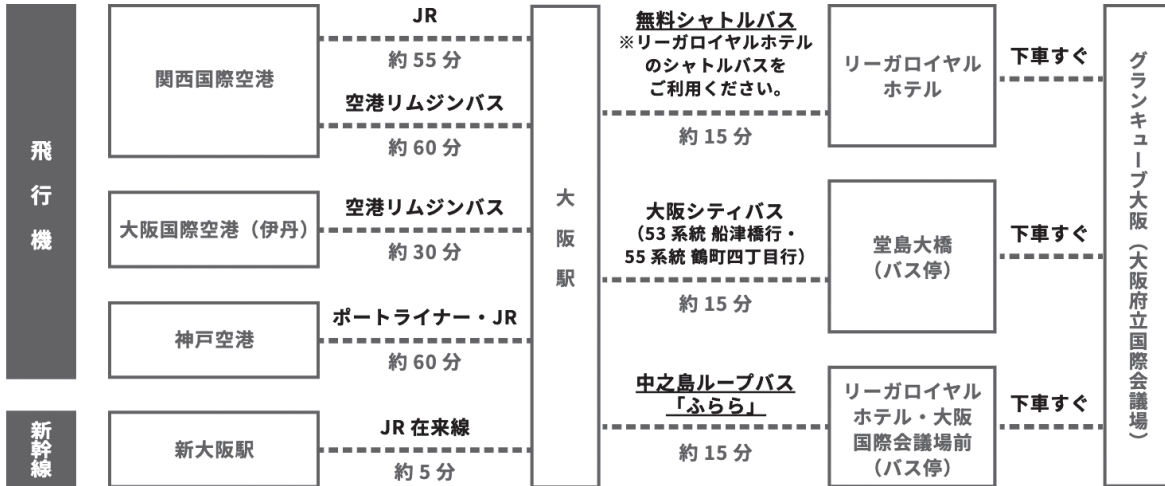 飛行機
関西国際空港
JR
約 55 分
空港リムジンバス
約 60 分
大阪国際空港（伊丹）
空港リムジンバス
約 30 分
神戸空港
ポートライナー・JR
約 60 分
新幹線
新大阪駅
JR 在来線
約 5 分
大阪駅
無料シャトルバス
※リーガロイヤルホテル
のシャトルバスを
ご利用ください。
約 15 分
リーガロイヤル
ホテル
下車すぐ
大阪シティバス
（53 系統 船津橋行・
55 系統 鶴町四丁目行）
約 15 分
堂島大橋
（バス停）
下車すぐ
中之島ループバス
「ふらら」
約 15 分
リーガロイヤル
ホテル・大阪
国際会議場前
（バス停）
下車すぐ
グランキューブ大阪（大阪府立国際会議場）